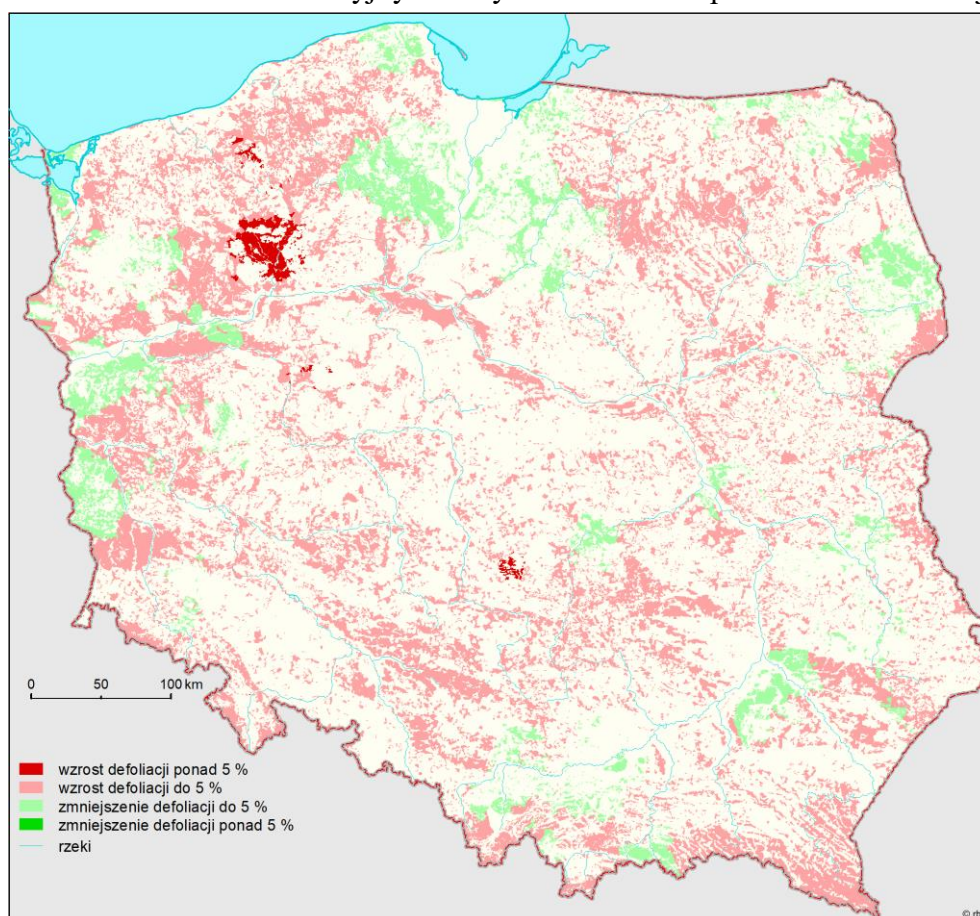 0 50 100 km
wzrost defoliacji ponad 5 %
wzrost defoliacji do 5 %
zmniejszenie defoliacji do 5 %
zmniejszenie defoliacji ponad 5 %
rzeki